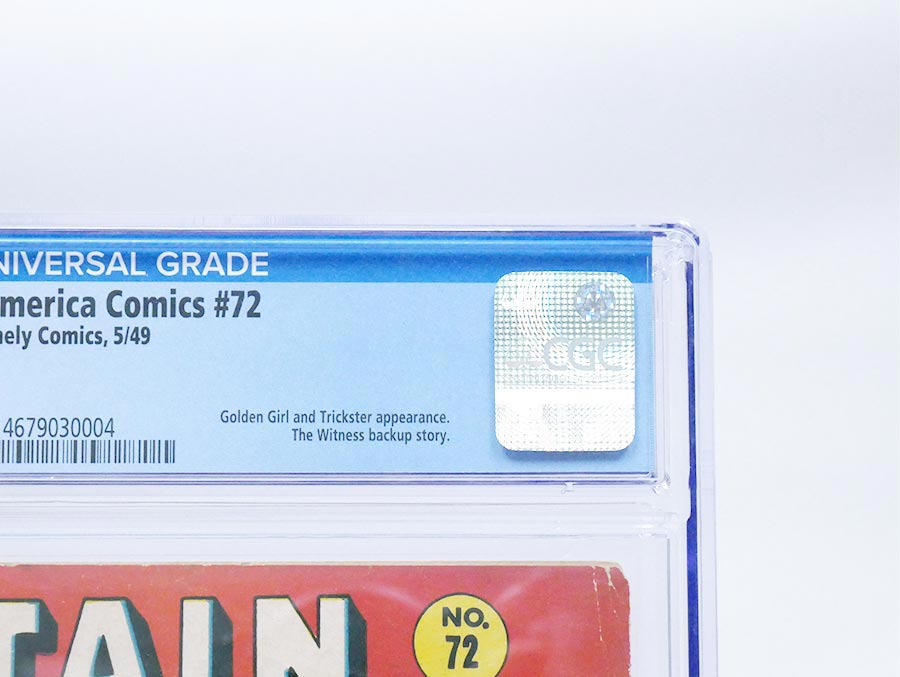 NIVERSAL GRADE
merica Comics #72
ely Comics, 5/49
4679030004
Golden Girl and Trickster appearance.
The Witness backup story.
CGC
TAIN
NO.
72